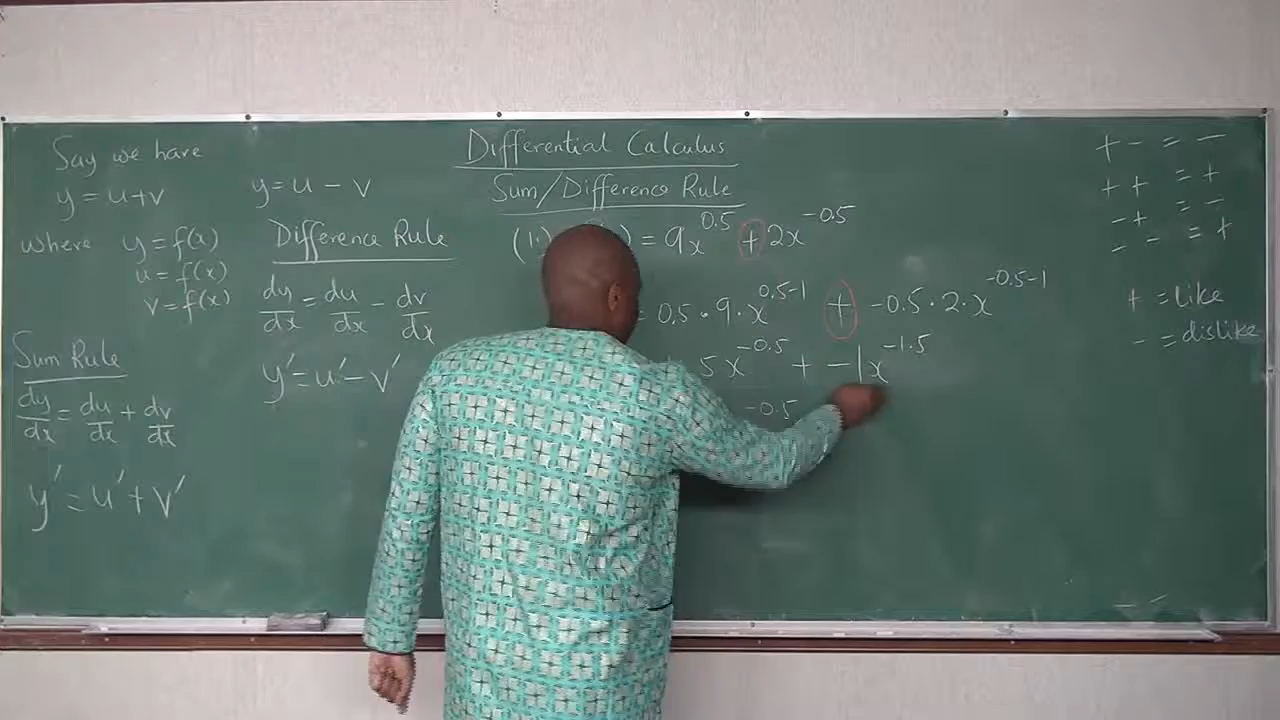 Differential Calculus
Sum/Difference Rule
Say we have
y = u+v
where y = f(x)
u = f(x)
v = f(x)
Sum Rule
dy/dx = du/dx + dv/dx
y' = u' + v'
y = u - v
Difference Rule
dy/dx = du/dx - dv/dx
y' = u' - v'
(1.) ) = 9x^0.5 + 2x^-0.5
= 0.5 · 9 · x^0.5-1 + -0.5 · 2 · x^-0.5-1
5x^-0.5 + -1x^-1.5
-0.5
+ - = -
+ + = +
- + = -
- - = +
+ = like
- = dislike